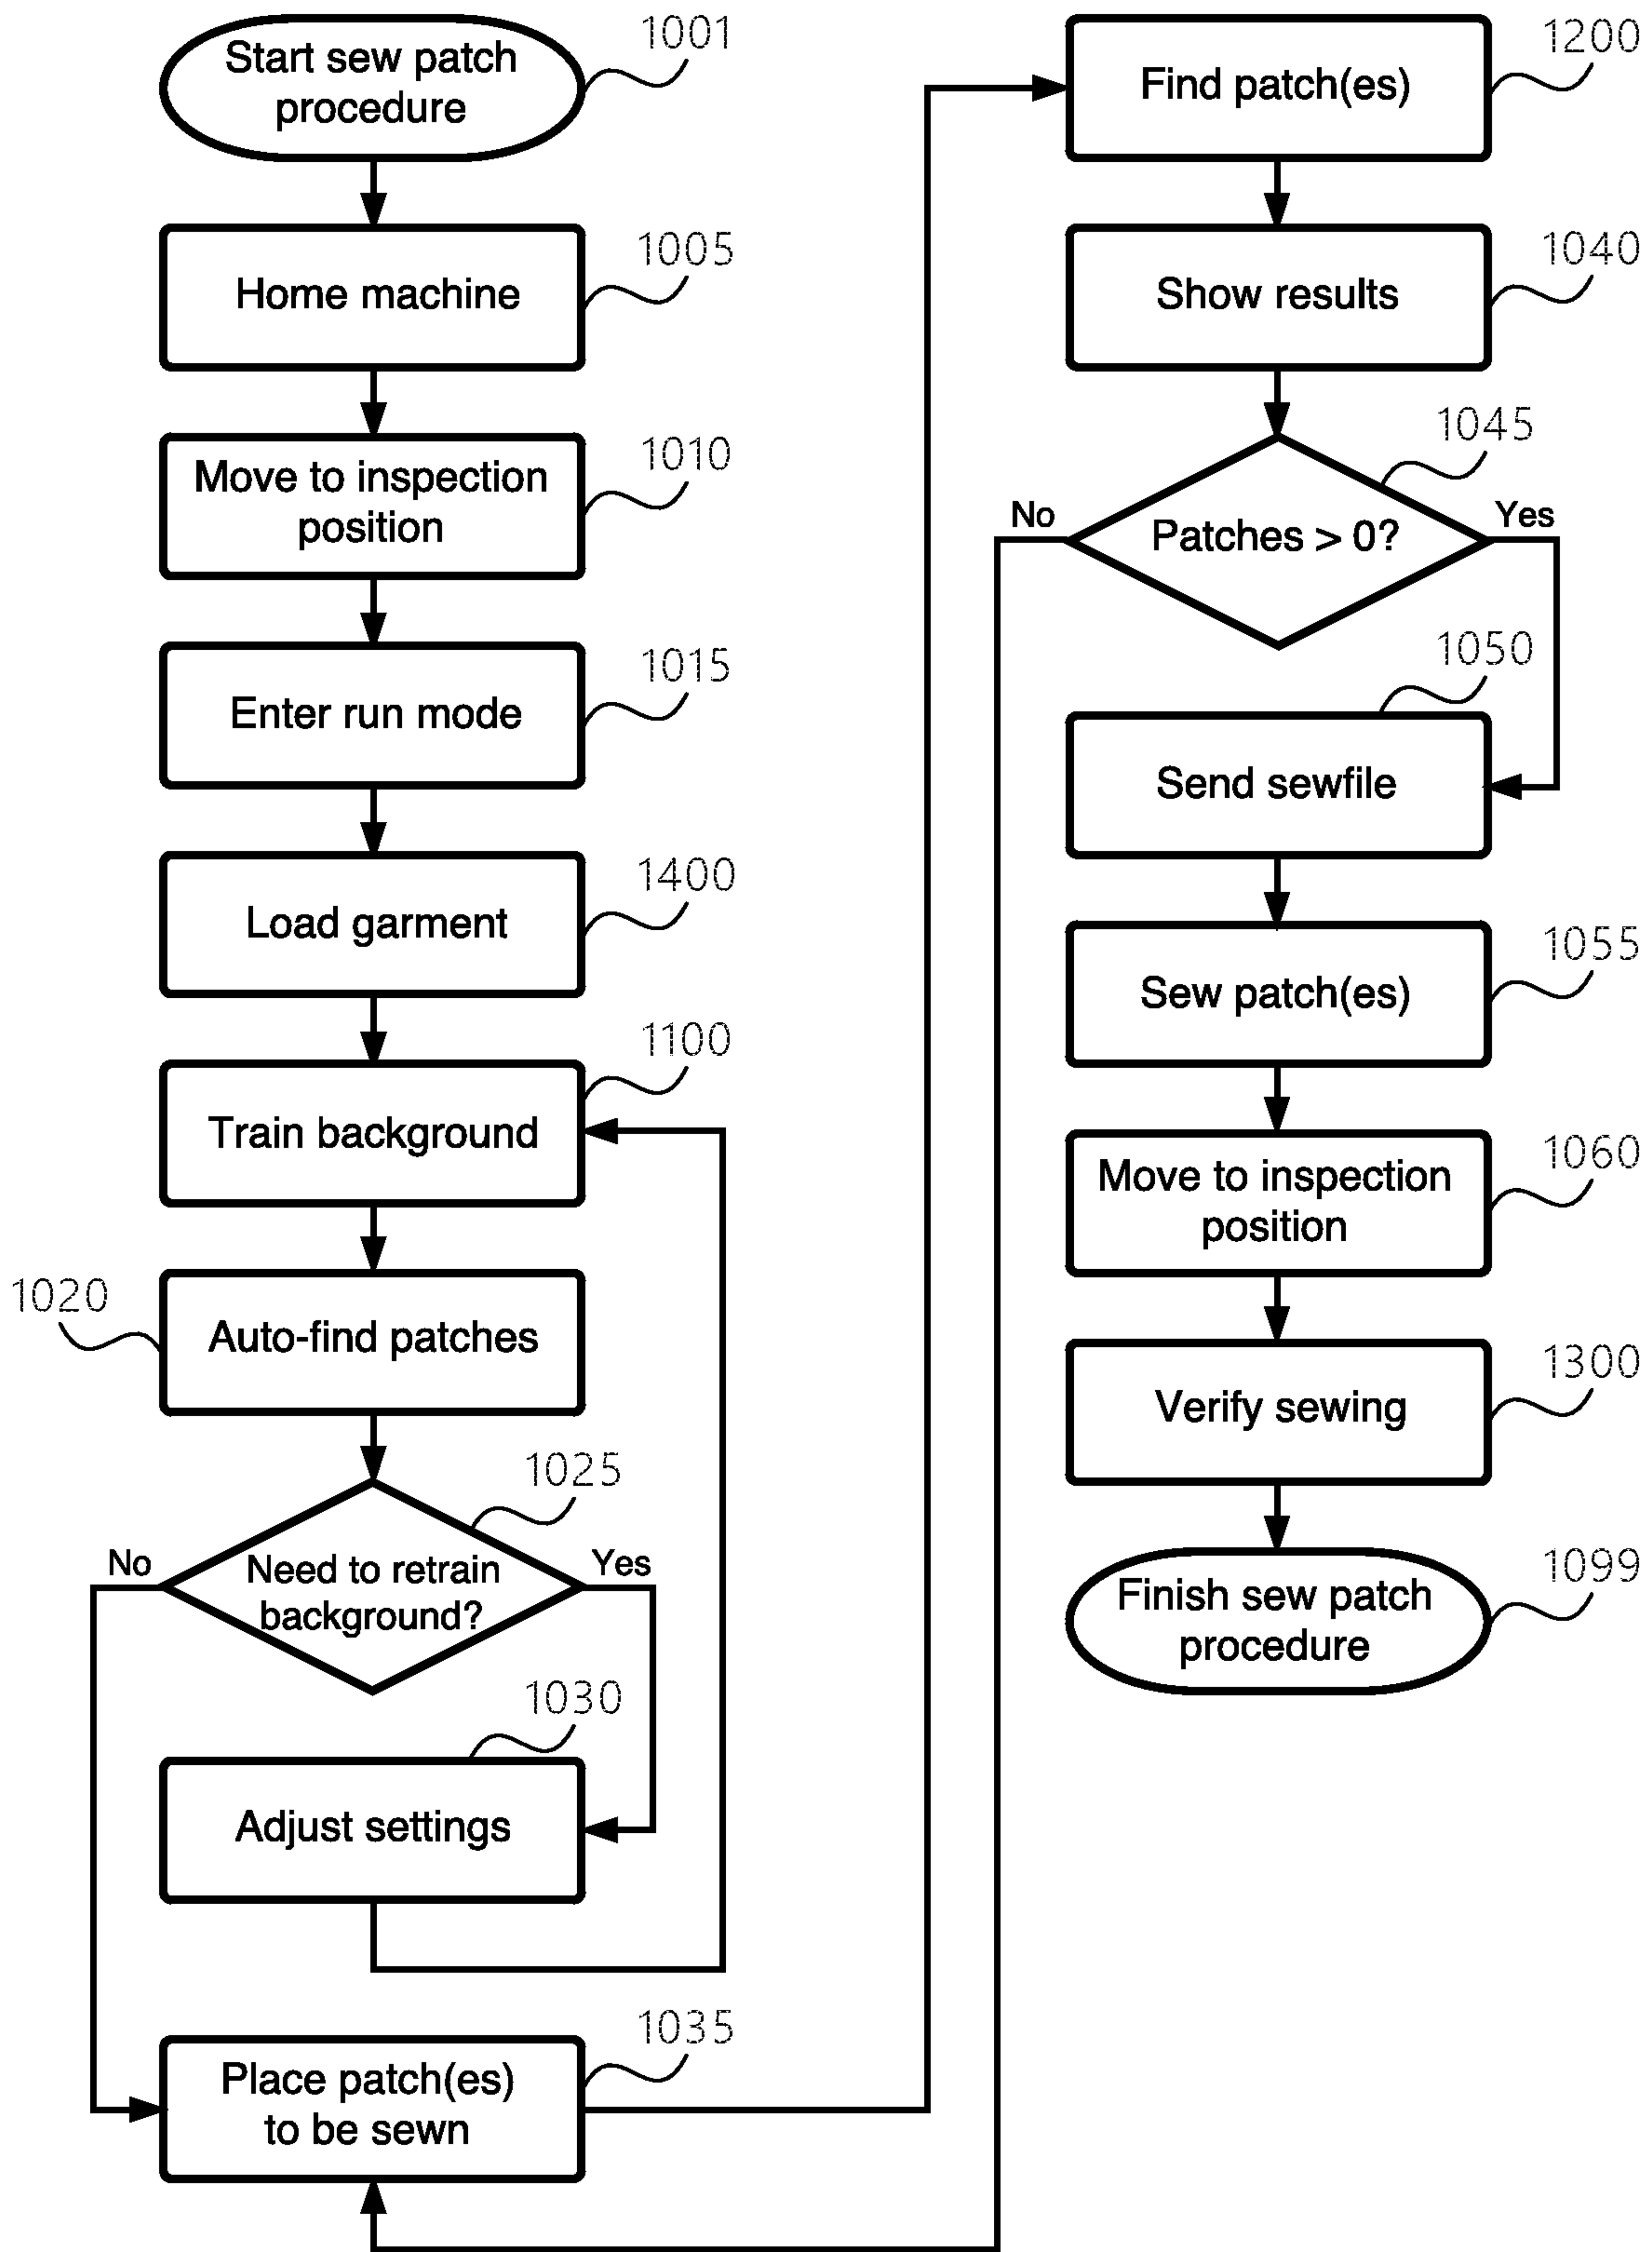 Start sew patch
procedure
1001
Home machine
1005
Move to inspection
position
1010
Enter run mode
1015
Load garment
1400
Train background
1100
Auto-find patches
1020
Need to retrain
background?
1025
No
Yes
Adjust settings
1030
Place patch(es)
to be sewn
1035
Find patch(es)
1200
Show results
1040
Patches > 0?
1045
No
Yes
Send sewfile
1050
Sew patch(es)
1055
Move to inspection
position
1060
Verify sewing
1300
Finish sew patch
procedure
1099